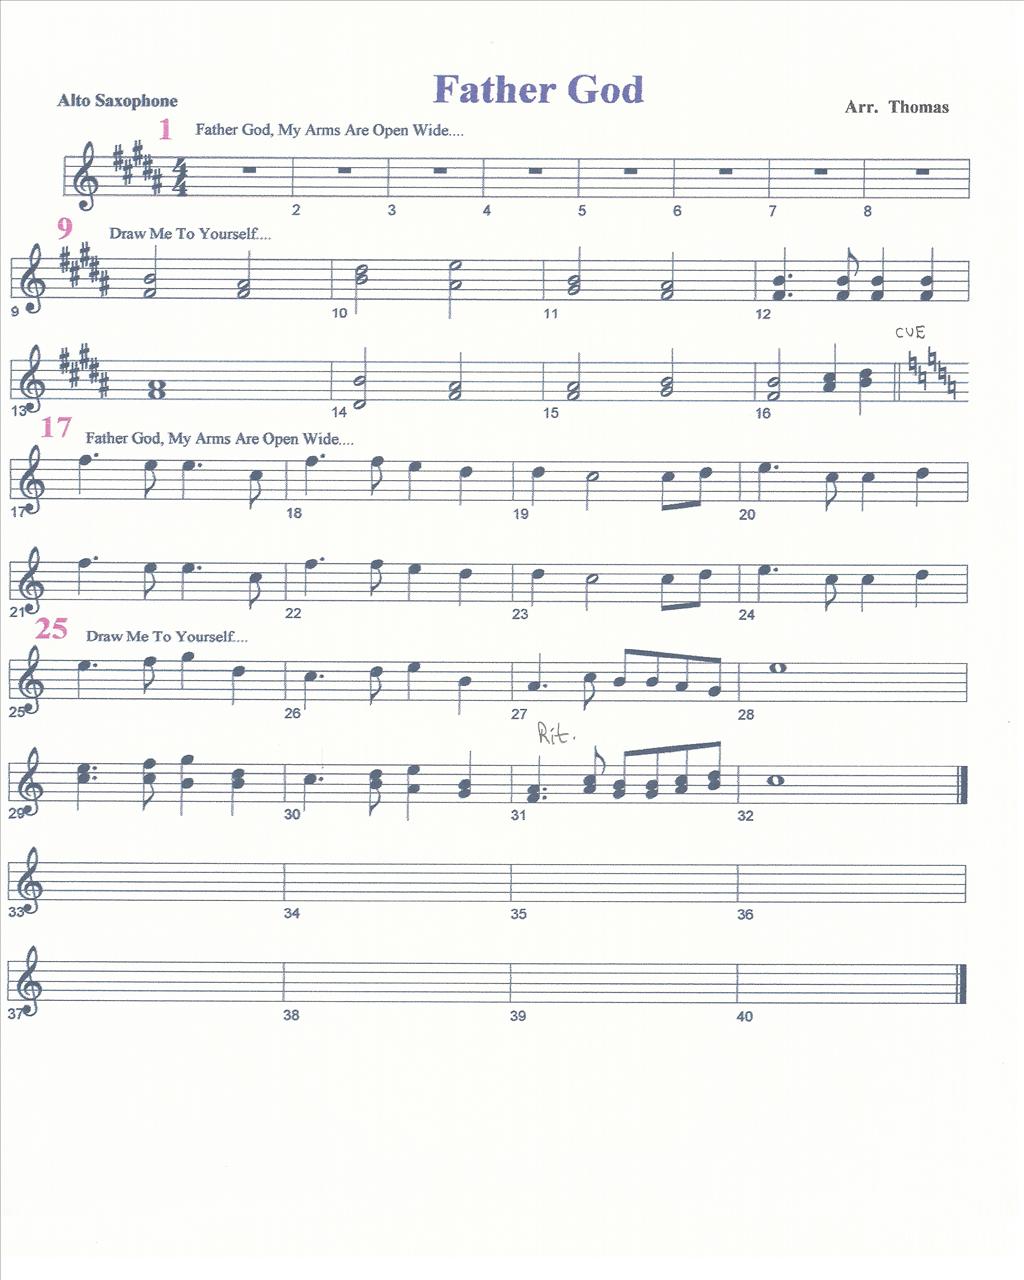 Father God
Alto Saxophone
Arr. Thomas
1 Father God, My Arms Are Open Wide....
4
4
2 3 4 5 6 7 8
9 Draw Me To Yourself....
9 10 11 12
CUE
13 14 15 16
17 Father God, My Arms Are Open Wide....
17 18 19 20
21 22 23 24
25 Draw Me To Yourself....
25 26 27 28
Rit.
29 30 31 32
33 34 35 36
37 38 39 40